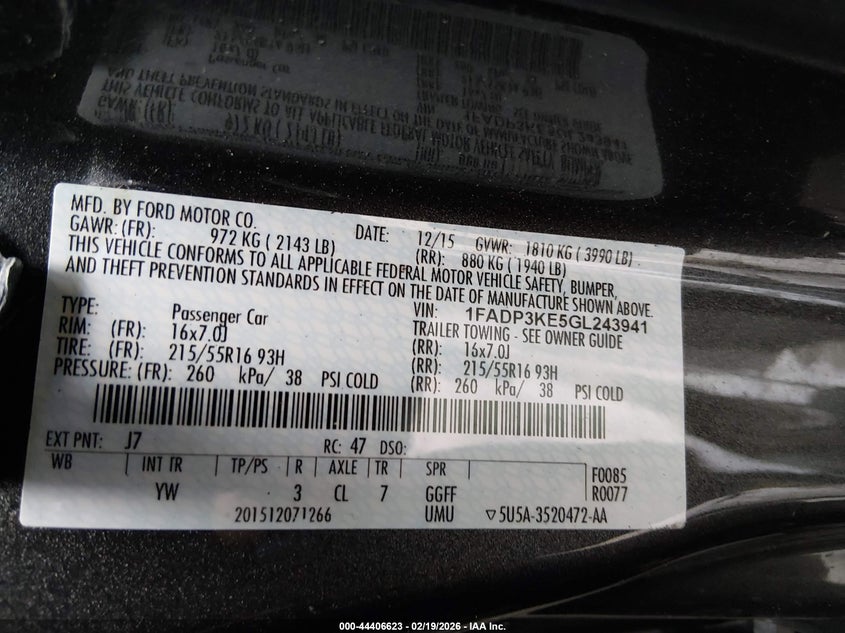 MFD. BY FORD MOTOR CO. DATE: 12/15 GVWR: 1810 KG ( 3990 LB)
GAWR: (FR): 972 KG ( 2143 LB) (RR): 880 KG ( 1940 LB)
THIS VEHICLE CONFORMS TO ALL APPLICABLE FEDERAL MOTOR VEHICLE SAFETY, BUMPER,
AND THEFT PREVENTION STANDARDS IN EFFECT ON THE DATE OF MANUFACTURE SHOWN ABOVE.
VIN: 1FADP3KE5GL243941
TYPE: Passenger Car TRAILER TOWING - SEE OWNER GUIDE
RIM: (FR): 16x7.0J (RR): 16x7.0J
TIRE: (FR): 215/55R16 93H (RR): 215/55R16 93H
PRESSURE: (FR): 260 kPa/ 38 PSI COLD (RR): 260 kPa/ 38 PSI COLD
EXT PNT: J7 RC: 47 DSO:
WB INT TR TP/PS R AXLE TR SPR F0085
YW 3 CL 7 GGFF R0077
201512071266 UMU ▽5U5A-3520472-AA
000-44406623 - 02/19/2026 - IAA Inc.